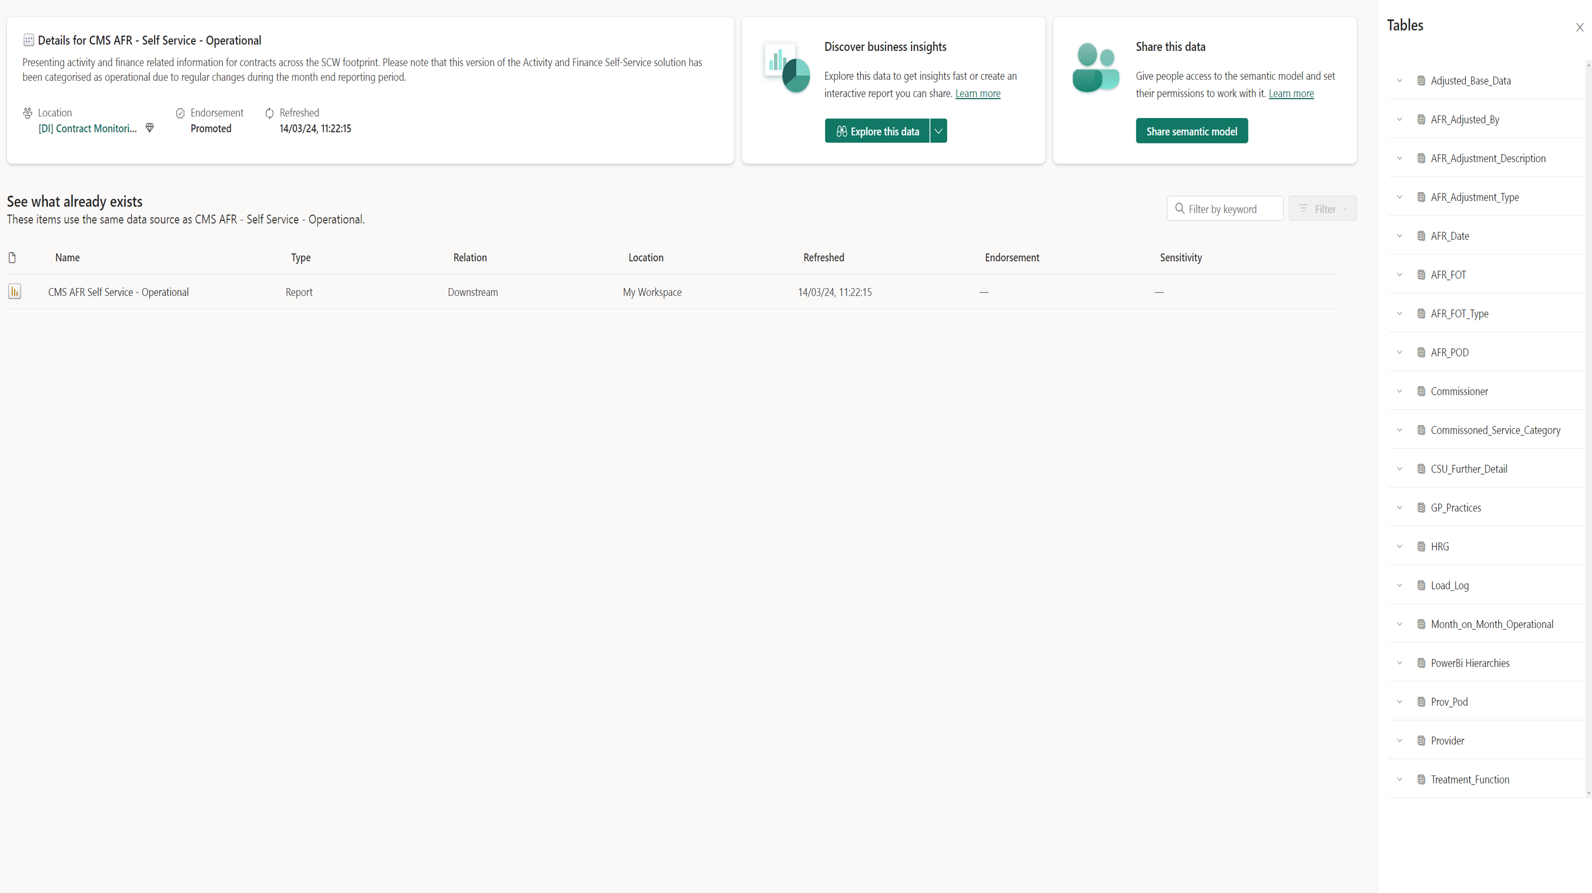 Details for CMS AFR - Self Service - Operational
Presenting activity and finance related information for contracts across the SCW footprint. Please note that this version of the Activity and Finance Self-Service solution has
been categorised as operational due to regular changes during the month end reporting period.
Location
[DI] Contract Monitori...
Endorsement
Promoted
Refreshed
14/03/24, 11:22:15
Discover business insights
Explore this data to get insights fast or create an
interactive report you can share. Learn more
Explore this data
Share this data
Give people access to the semantic model and set
their permissions to work with it. Learn more
Share semantic model
See what already exists
These items use the same data source as CMS AFR - Self Service - Operational.
Filter by keyword
Filter
Name Type Relation Location Refreshed Endorsement Sensitivity
CMS AFR Self Service - Operational Report Downstream My Workspace 14/03/24, 11:22:15 — —
Tables
Adjusted_Base_Data
AFR_Adjusted_By
AFR_Adjustment_Description
AFR_Adjustment_Type
AFR_Date
AFR_FOT
AFR_FOT_Type
AFR_POD
Commissioner
Commissoned_Service_Category
CSU_Further_Detail
GP_Practices
HRG
Load_Log
Month_on_Month_Operational
PowerBi Hierarchies
Prov_Pod
Provider
Treatment_Function